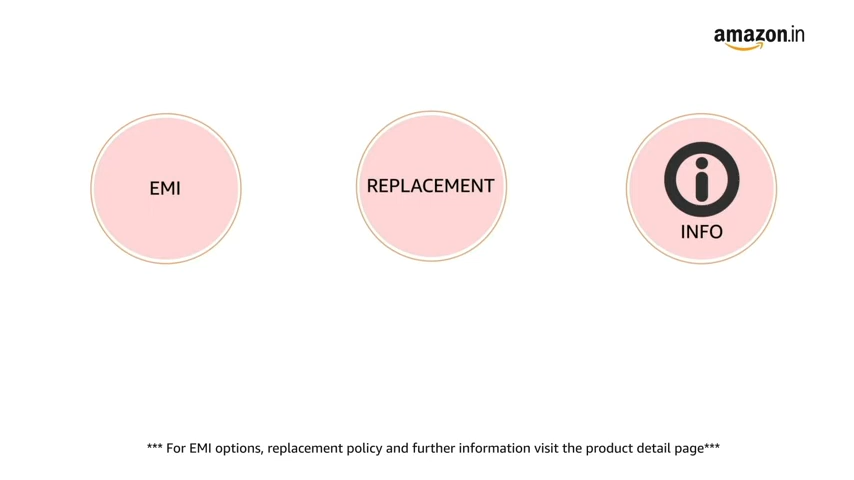 amazon.in
EMI
REPLACEMENT
INFO
*** For EMI options, replacement policy and further information visit the product detail page***